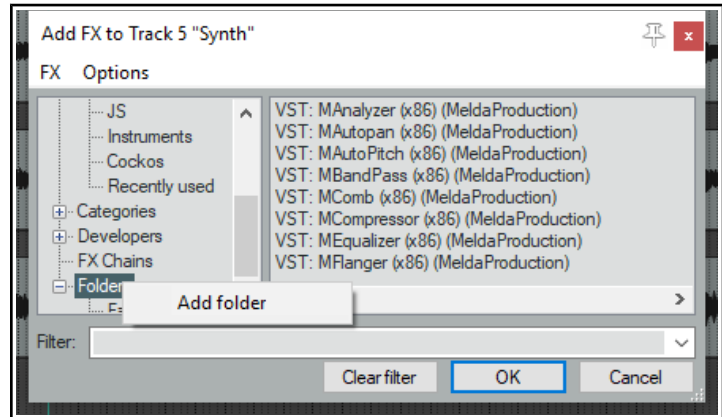 Add FX to Track 5 "Synth"
x
FX Options
JS
Instruments
Cockos
Recently used
Categories
Developers
FX Chains
Folder
Add folder
VST: MAnalyzer (x86) (MeldaProduction)
VST: MAutopan (x86) (MeldaProduction)
VST: MAutoPitch (x86) (MeldaProduction)
VST: MBandPass (x86) (MeldaProduction)
VST: MComb (x86) (MeldaProduction)
VST: MCompressor (x86) (MeldaProduction)
VST: MEqualizer (x86) (MeldaProduction)
VST: MFlanger (x86) (MeldaProduction)
Filter:
Clear filter OK Cancel